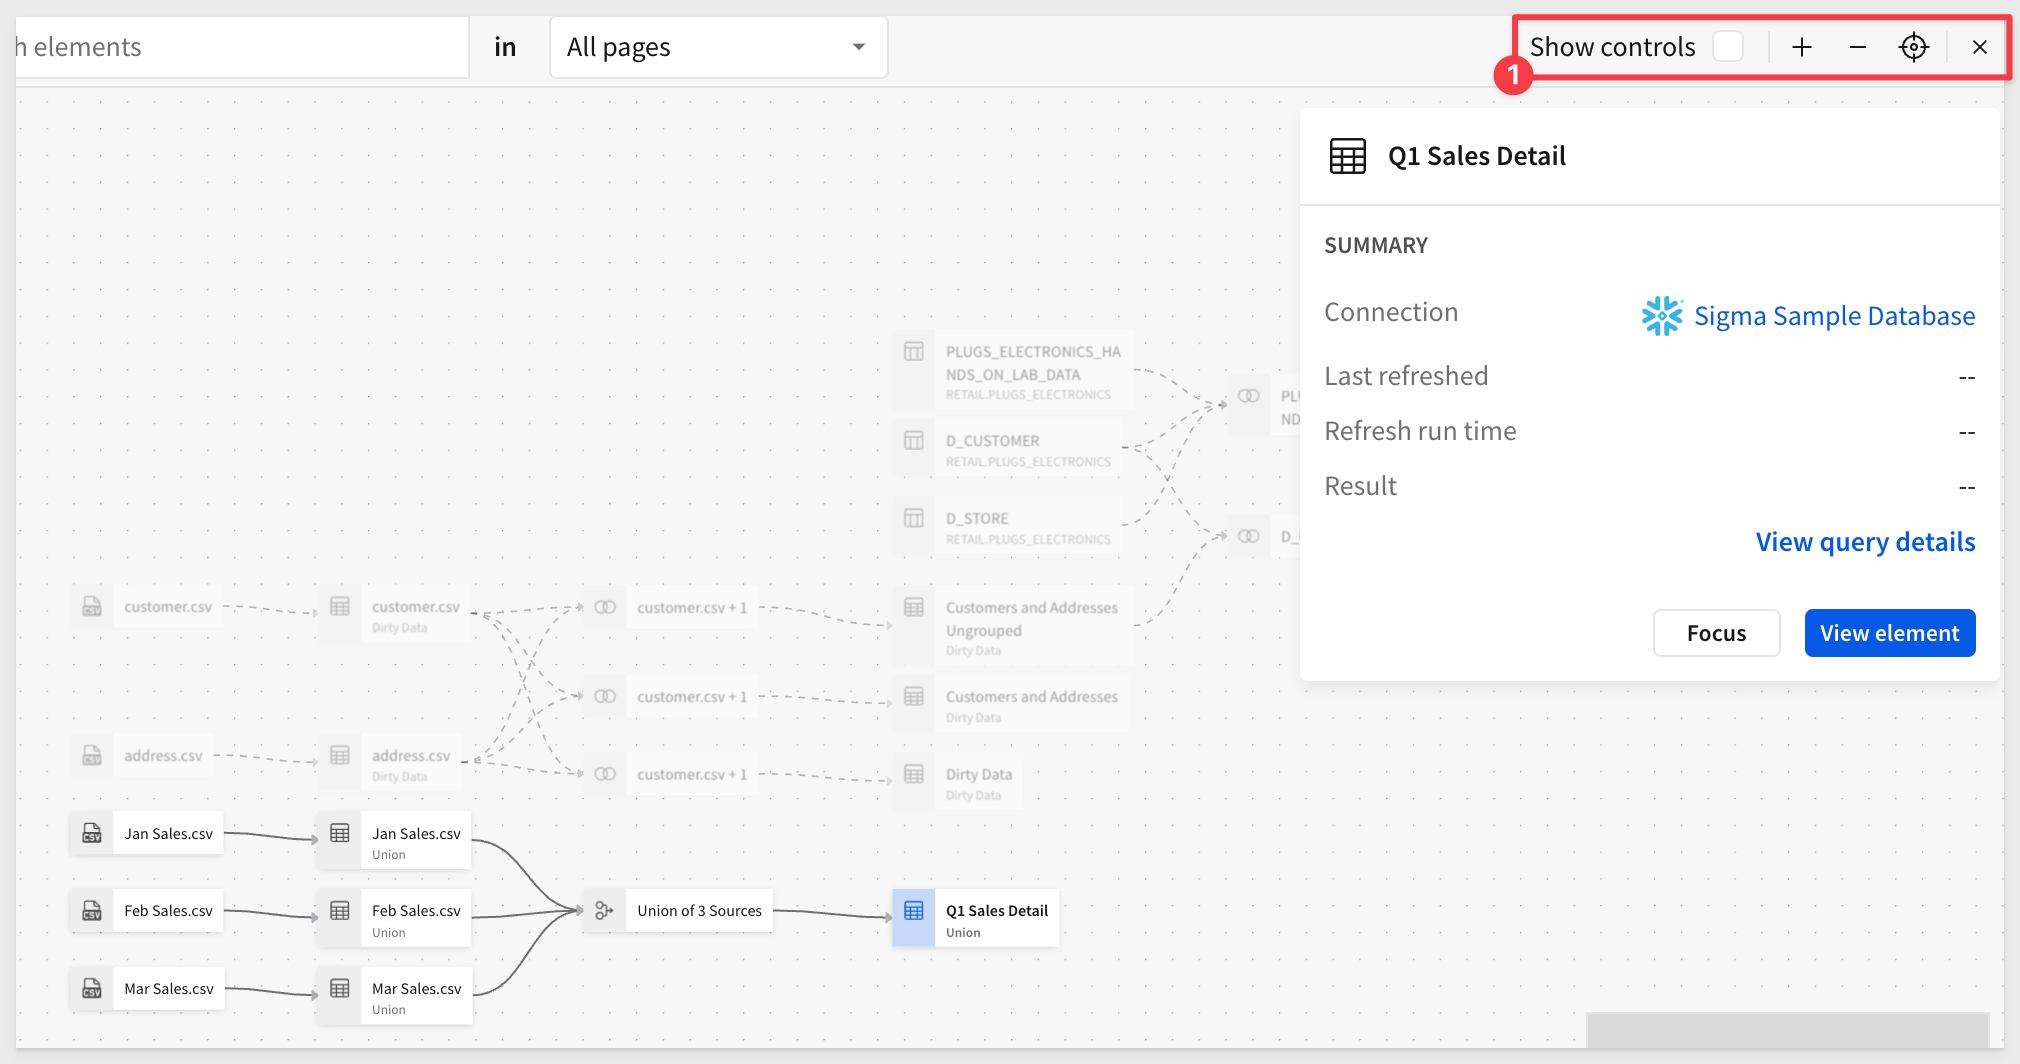 h elements
in
All pages
Show controls
1
Q1 Sales Detail
SUMMARY
Connection
Sigma Sample Database
Last refreshed
--
Refresh run time
--
Result
--
View query details
Focus
View element
PLUGS_ELECTRONICS_HA
NDS_ON_LAB_DATA
RETAIL.PLUGS_ELECTRONICS
D_CUSTOMER
RETAIL.PLUGS_ELECTRONICS
D_STORE
RETAIL.PLUGS_ELECTRONICS
PLU
ND
D_
customer.csv
customer.csv
Dirty Data
customer.csv + 1
Customers and Addresses
Ungrouped
Dirty Data
customer.csv + 1
Customers and Addresses
Dirty Data
address.csv
address.csv
Dirty Data
customer.csv + 1
Dirty Data
Dirty Data
Jan Sales.csv
Jan Sales.csv
Union
Feb Sales.csv
Feb Sales.csv
Union
Union of 3 Sources
Q1 Sales Detail
Union
Mar Sales.csv
Mar Sales.csv
Union